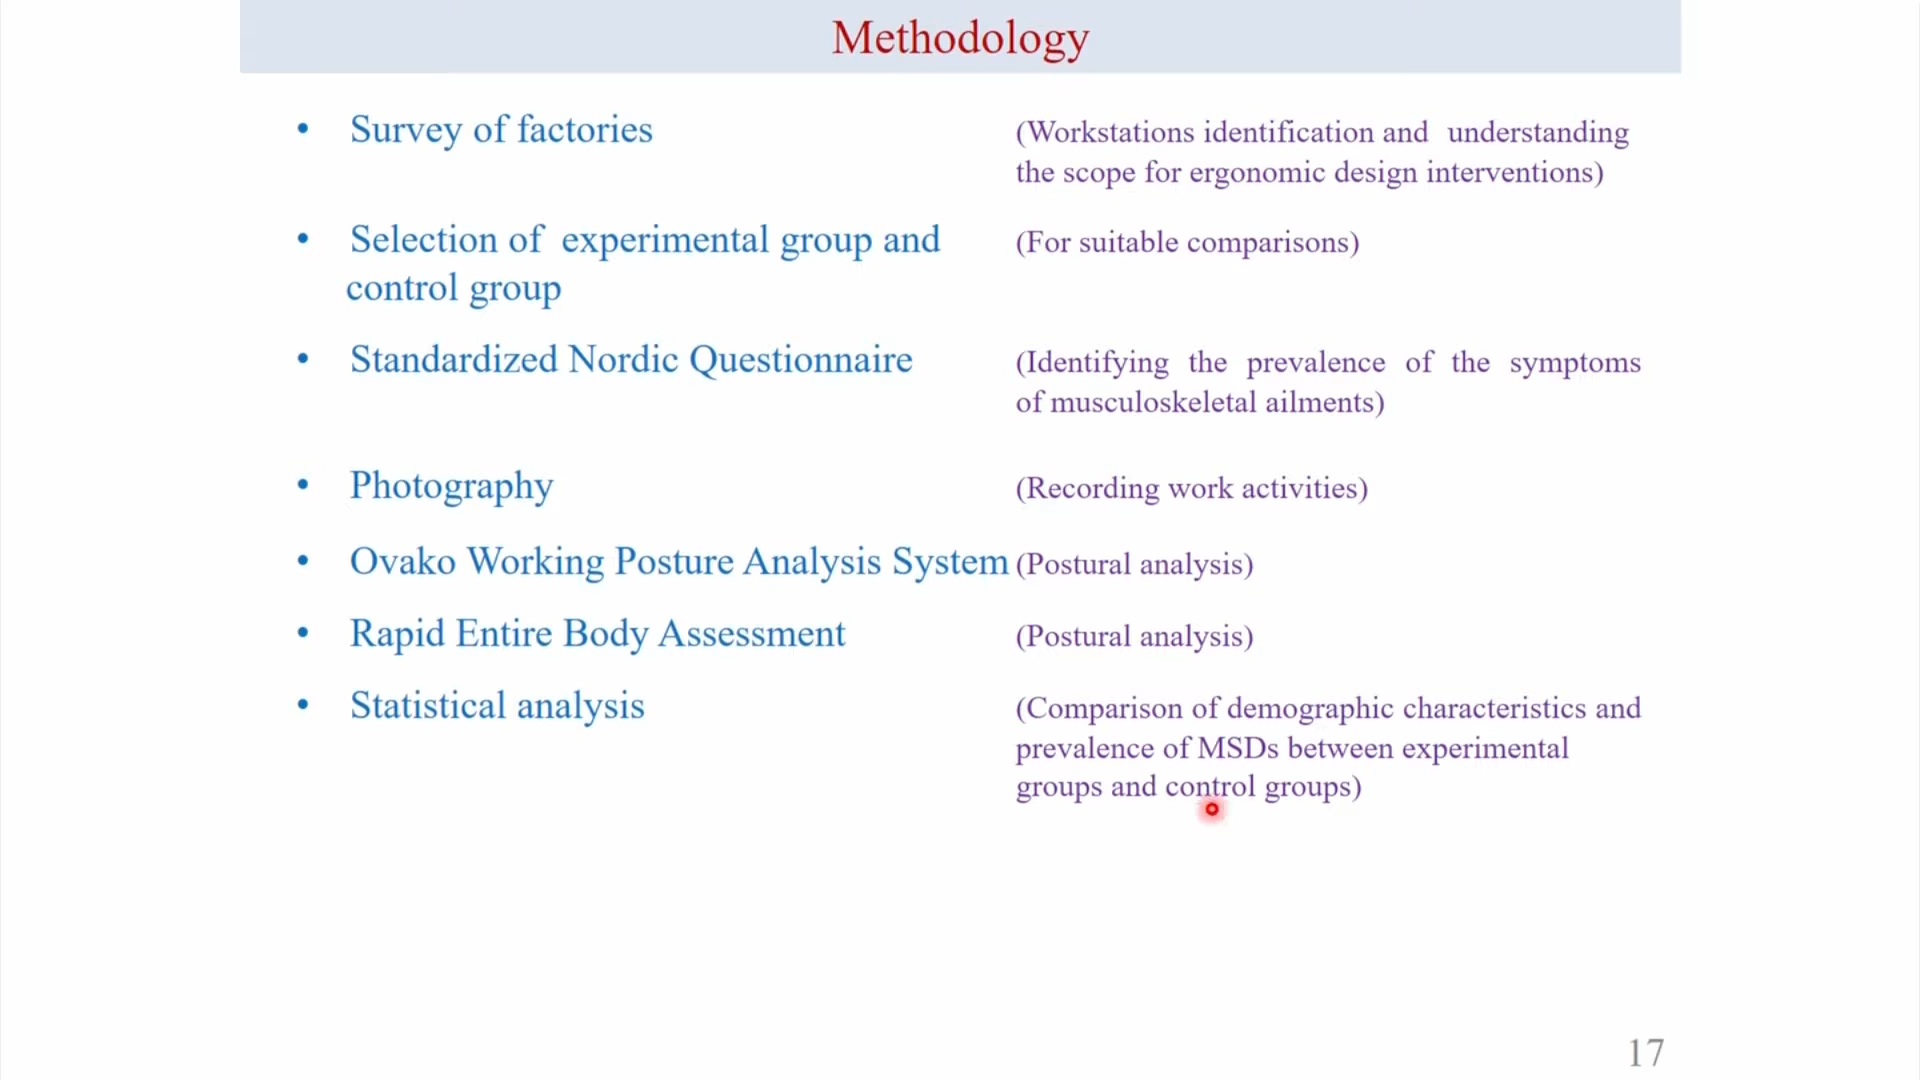 Methodology
• Survey of factories (Workstations identification and understanding
the scope for ergonomic design interventions)
• Selection of experimental group and (For suitable comparisons)
control group
• Standardized Nordic Questionnaire (Identifying the prevalence of the symptoms
of musculoskeletal ailments)
• Photography (Recording work activities)
• Ovako Working Posture Analysis System (Postural analysis)
• Rapid Entire Body Assessment (Postural analysis)
• Statistical analysis (Comparison of demographic characteristics and
prevalence of MSDs between experimental
groups and control groups)
17